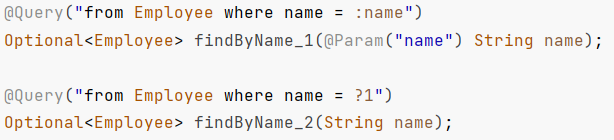 @Query("from Employee where name = :name")
Optional<Employee> findByName_1(@Param("name") String name);
@Query("from Employee where name = ?1")
Optional<Employee> findByName_2(String name);